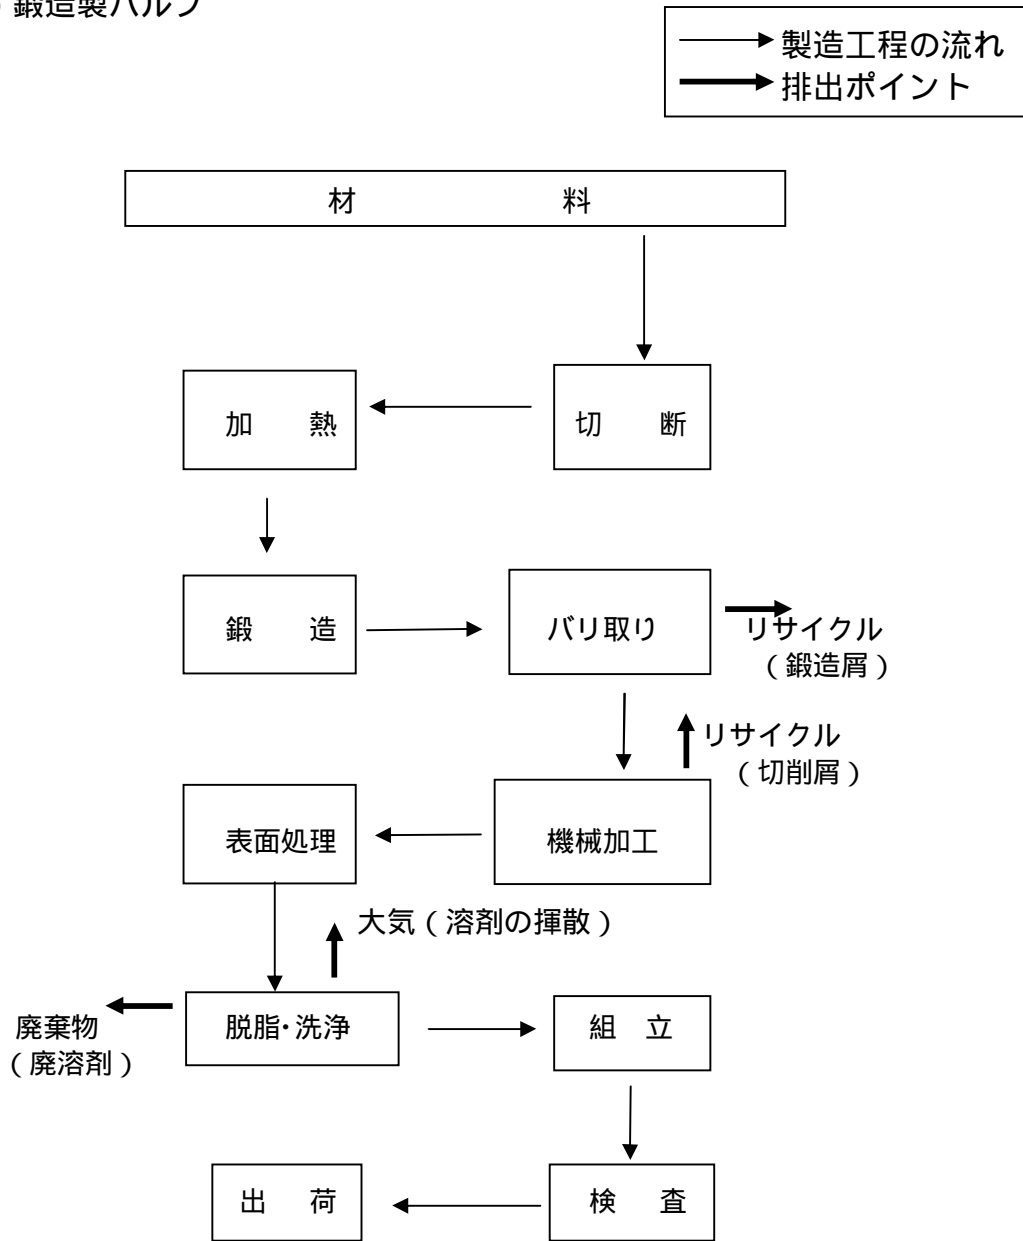 鍛造製バルブ
製造工程の流れ
排出ポイント
材 料
加 熱
切 断
鍛 造
バリ取り
リサイクル
(鍛造屑)
リサイクル
(切削屑)
表面処理
機械加工
大気(溶剤の揮散)
廃棄物
(廃溶剤)
脱脂・洗浄
組 立
出 荷
検 査